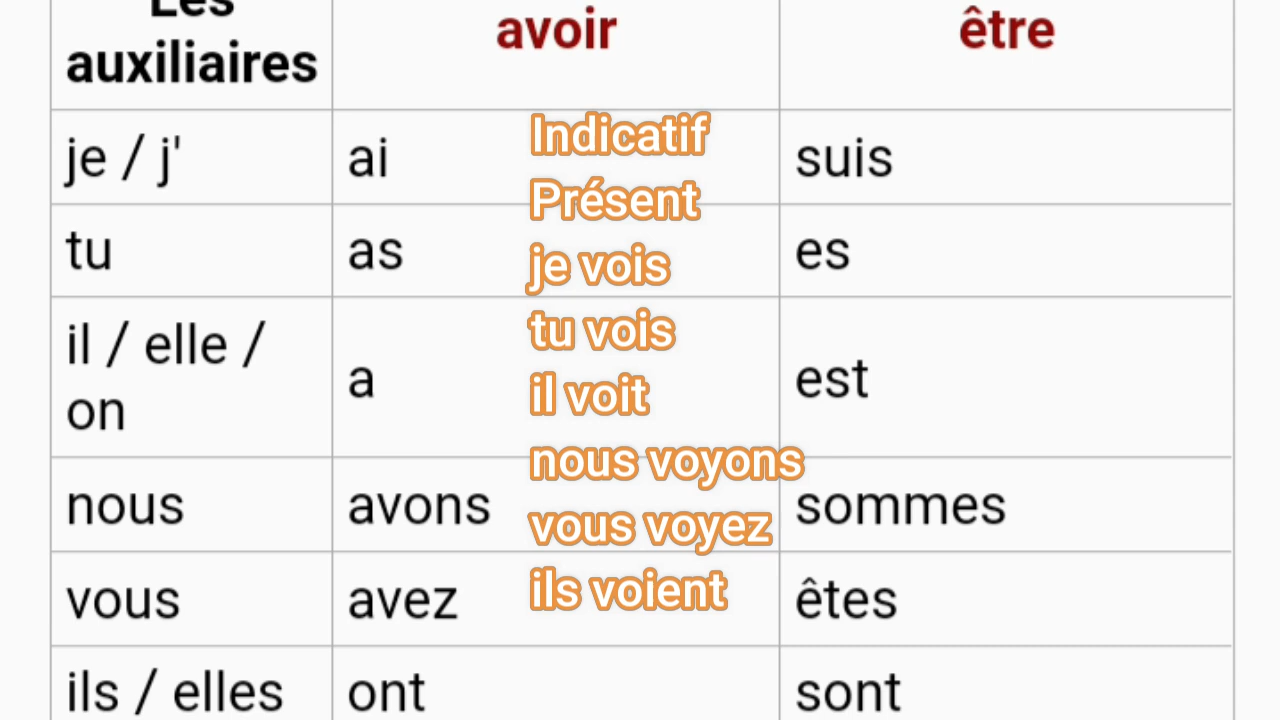 Les
auxiliaires
avoir
être
je / j'
ai
suis
tu
as
es
il / elle /
on
a
est
nous
avons
sommes
vous
avez
êtes
ils / elles
ont
sont
Indicatif
Présent
je vois
tu vois
il voit
nous voyons
vous voyez
ils voient